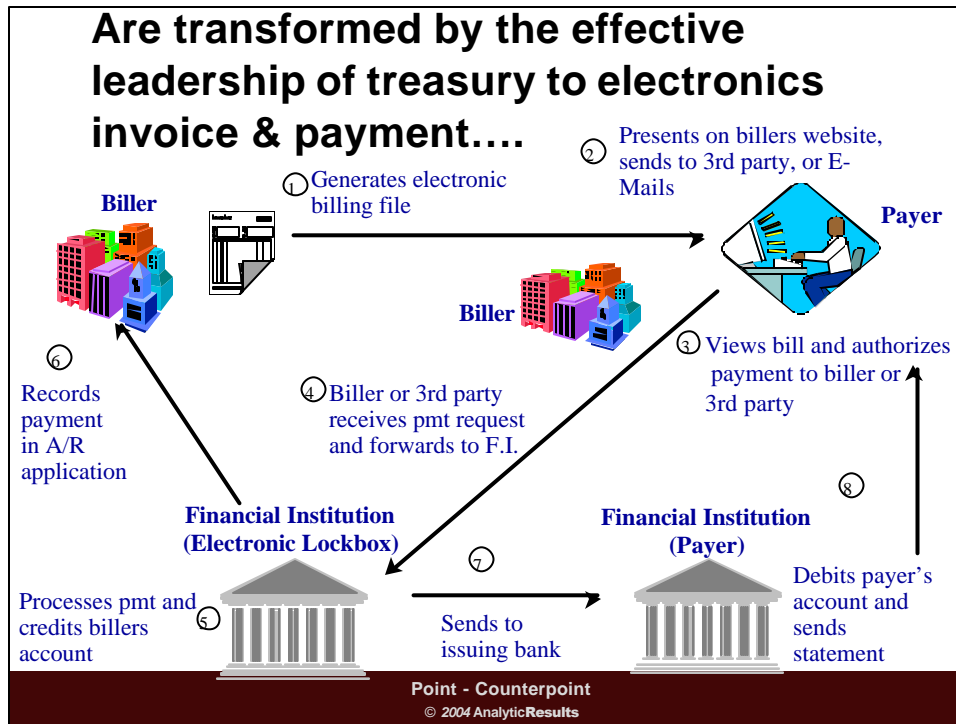 Are transformed by the effective
leadership of treasury to electronics
invoice & payment....
2
Presents on billers website,
sends to 3rd party, or E-
Mails
1
Generates electronic
billing file
Biller
Invoice
Payer
Biller
3
Views bill and authorizes
payment to biller or
3rd party
6
Records
payment
in A/R
application
4
Biller or 3rd party
receives pmt request
and forwards to F.I.
8
Financial Institution
(Electronic Lockbox)
Financial Institution
(Payer)
7
Processes pmt and
credits billers
account
5
Sends to
issuing bank
Debits payer's
account and
sends
statement
Point - Counterpoint
© 2004 AnalyticResults